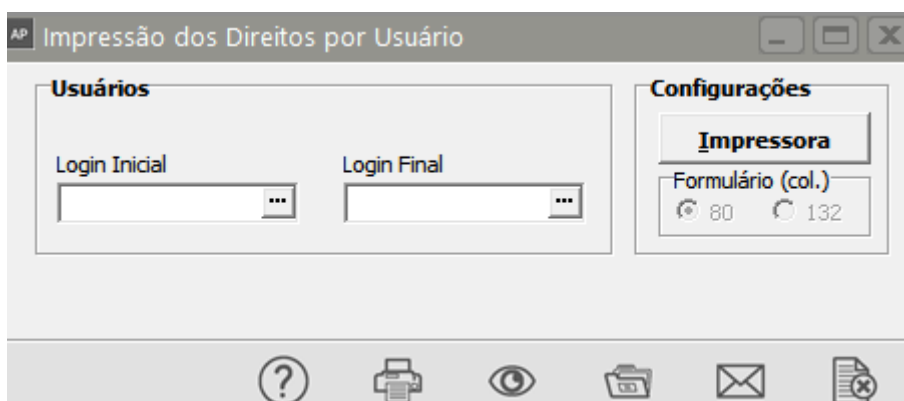 AP Impressão dos Direitos por Usuário
Usuários
Configurações
Impressora
Login Inicial
Login Final
Formulário (col.)
80
132